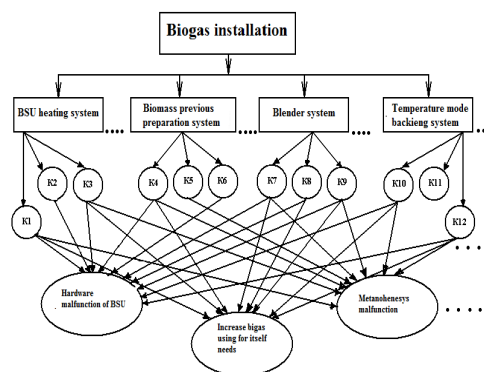 Biogas installation
BSU heating system
Biomass previous
preparation system
Blender system
Temperature mode
backieng system
K1
K2
K3
K4
K5
K6
K7
K8
K9
K10
K11
K12
Hardware
malfunction of BSU
Increase bigas
using for itself
needs
Metanohenesys
malfunction